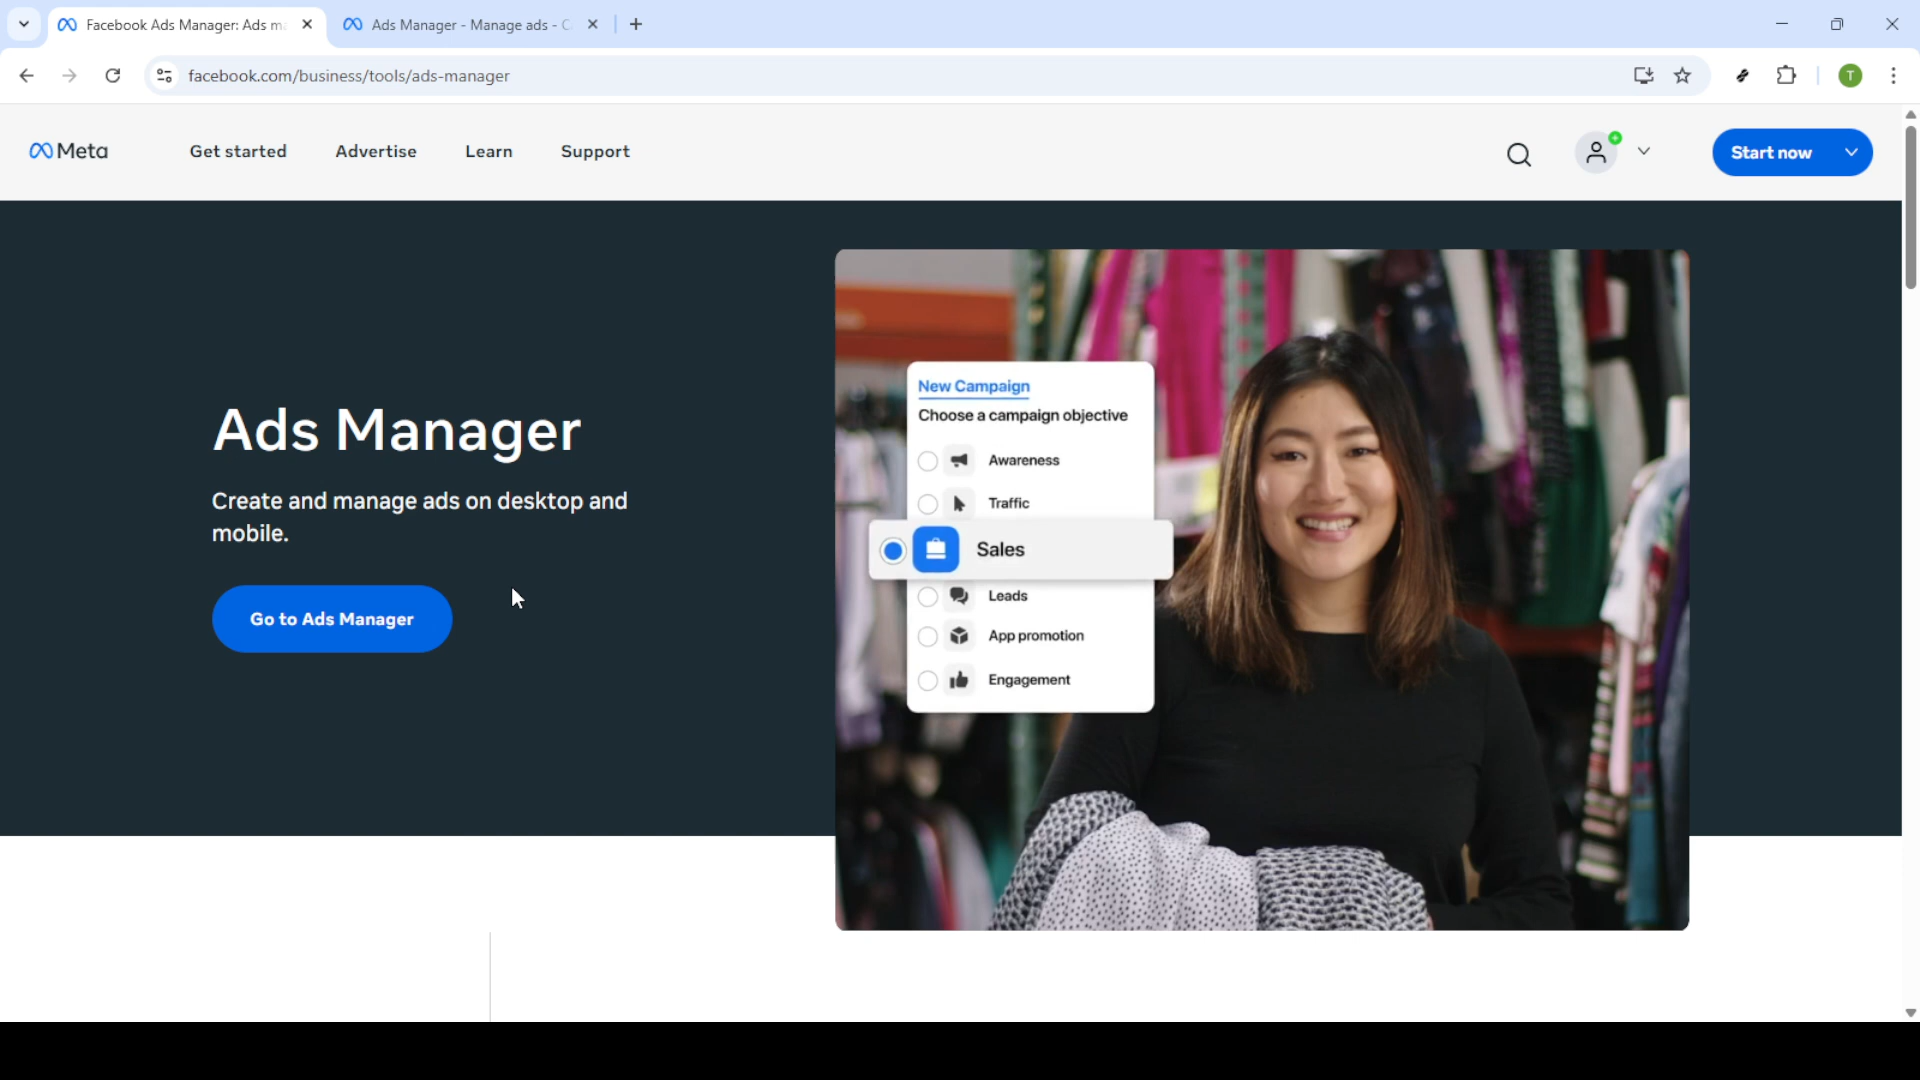 Facebook Ads Manager: Ads ma
Ads Manager - Manage ads - C
facebook.com/business/tools/ads-manager
T
Meta
Get started
Advertise
Learn
Support
Start now
Ads Manager
Create and manage ads on desktop and
mobile.
Go to Ads Manager
New Campaign
Choose a campaign objective
Awareness
Traffic
Sales
Leads
App promotion
Engagement